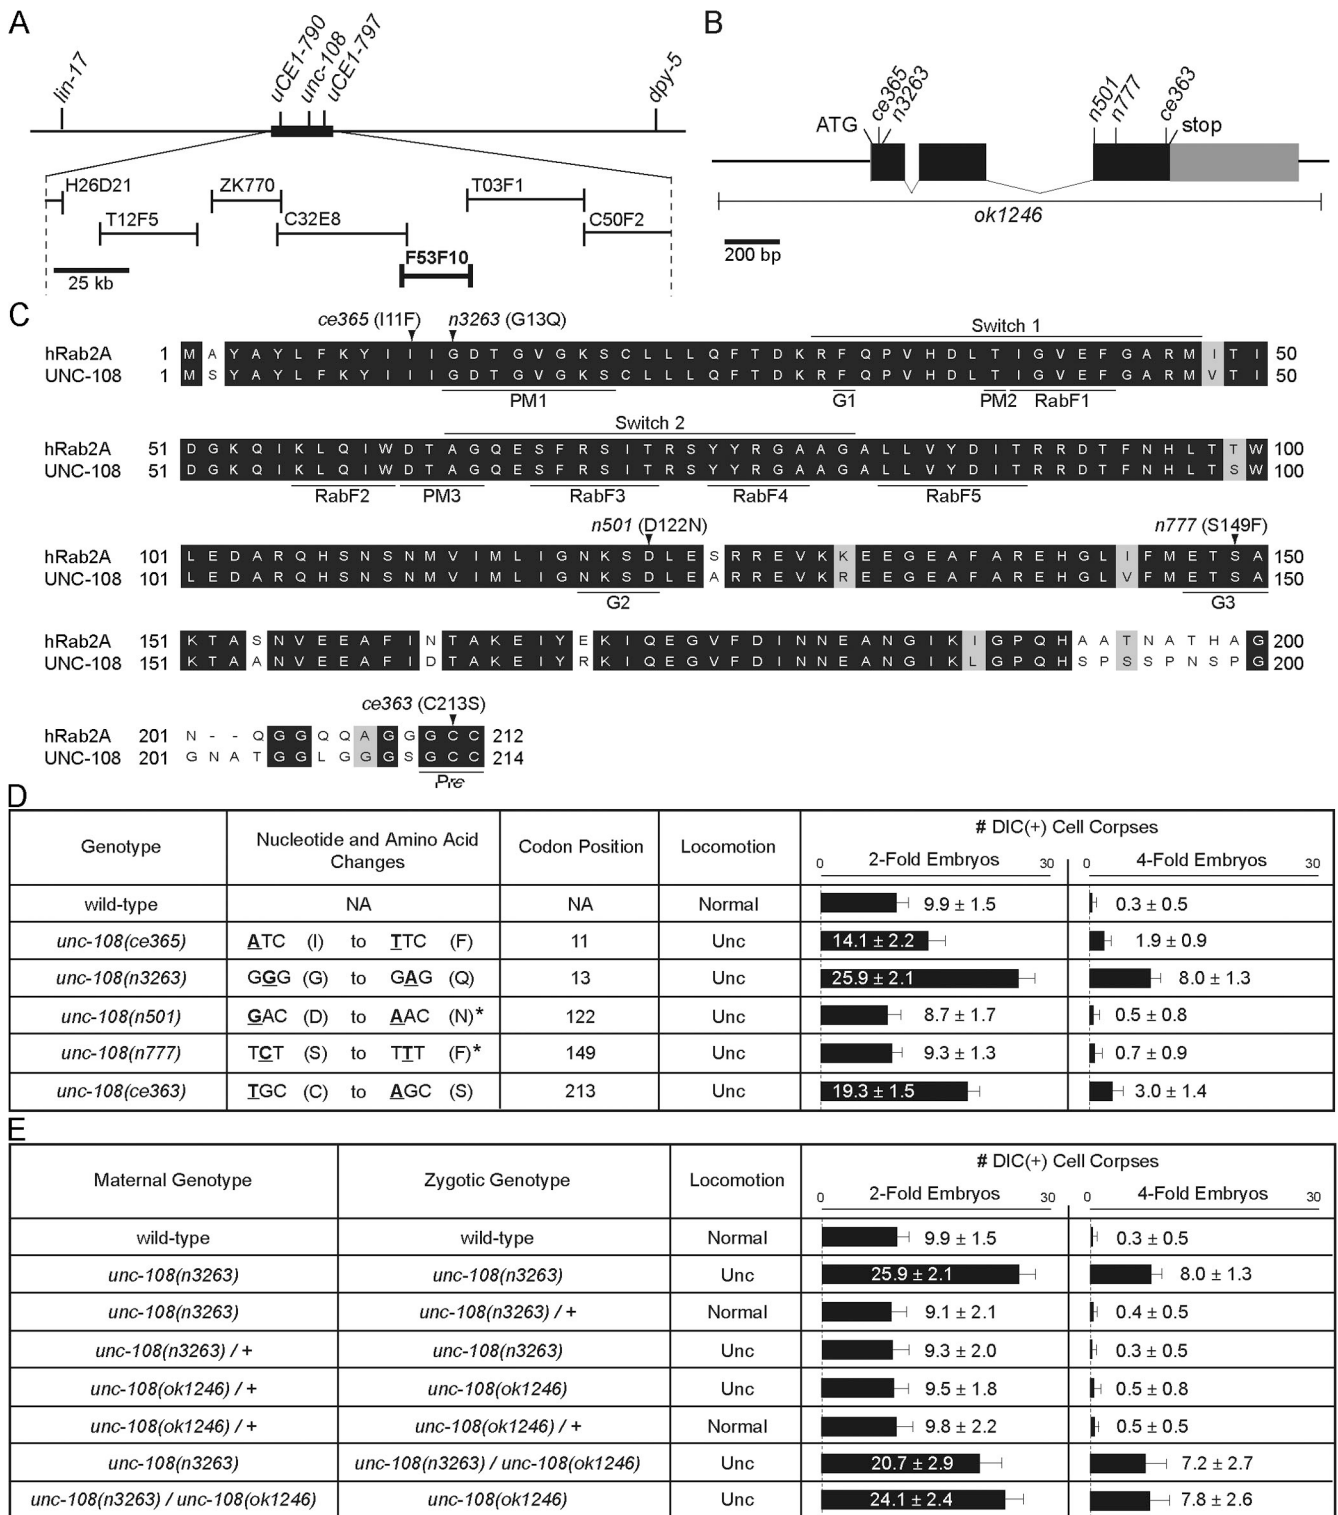 A
lin-17
uCE1-790
unc-108
uCE1-797
dpy-5
H26D21
ZK770
T03F1
T12F5
C32E8
C50F2
F53F10
25 kb
B
ATG
ce365
n3263
n501
n777
ce363
stop
ok1246
200 bp
C
ce365 (I11F)
n3263 (G13Q)
Switch 1
hRab2A 1 M A Y A Y L F K Y I I I G D T G V G K S C L L L Q F T D K R F Q P V H D L T I G V E F G A R M I T I 50
UNC-108 1 M S Y A Y L F K Y I I I G D T G V G K S C L L L Q F T D K R F Q P V H D L T I G V E F G A R M V T I 50
PM1 G1 PM2 RabF1
Switch 2
hRab2A 51 D G K Q I K L Q I W D T A G Q E S F R S I T R S Y Y R G A A G A L L V Y D I T R R D T F N H L T T W 100
UNC-108 51 D G K Q I K L Q I W D T A G Q E S F R S I T R S Y Y R G A A G A L L V Y D I T R R D T F N H L T S W 100
RabF2 PM3 RabF3 RabF4 RabF5
n501 (D122N) n777 (S149F)
hRab2A 101 L E D A R Q H S N S N M V I M L I G N K S D L E S R R E V K K E E G E A F A R E H G L I F M E T S A 150
UNC-108 101 L E D A R Q H S N S N M V I M L I G N K S D L E A R R E V K R E E G E A F A R E H G L V F M E T S A 150
G2 G3
hRab2A 151 K T A S N V E E A F I N T A K E I Y E K I Q E G V F D I N N E A N G I K I G P Q H A A T N A T H A G 200
UNC-108 151 K T A A N V E E A F I D T A K E I Y R K I Q E G V F D I N N E A N G I K L G P Q H S P S S P N S P G 200
ce363 (C213S)
hRab2A 201 N - - Q G G Q Q A G G G C C 212
UNC-108 201 G N A T G G L G G G S G C C 214
Pre
D
Genotype Nucleotide and Amino Acid Changes Codon Position Locomotion # DIC(+) Cell Corpses
0 2-Fold Embryos 30 0 4-Fold Embryos 30
wild-type NA NA Normal 9.9 ± 1.5 0.3 ± 0.5
unc-108(ce365) ATC (I) to TTC (F) 11 Unc 14.1 ± 2.2 1.9 ± 0.9
unc-108(n3263) GGG (G) to GAG (Q) 13 Unc 25.9 ± 2.1 8.0 ± 1.3
unc-108(n501) GAC (D) to AAC (N)* 122 Unc 8.7 ± 1.7 0.5 ± 0.8
unc-108(n777) TCT (S) to TTT (F)* 149 Unc 9.3 ± 1.3 0.7 ± 0.9
unc-108(ce363) TGC (C) to AGC (S) 213 Unc 19.3 ± 1.5 3.0 ± 1.4
E
Maternal Genotype Zygotic Genotype Locomotion # DIC(+) Cell Corpses
0 2-Fold Embryos 30 0 4-Fold Embryos 30
wild-type wild-type Normal 9.9 ± 1.5 0.3 ± 0.5
unc-108(n3263) unc-108(n3263) Unc 25.9 ± 2.1 8.0 ± 1.3
unc-108(n3263) unc-108(n3263) / + Normal 9.1 ± 2.1 0.4 ± 0.5
unc-108(n3263) / + unc-108(n3263) Unc 9.3 ± 2.0 0.3 ± 0.5
unc-108(ok1246) / + unc-108(ok1246) Unc 9.5 ± 1.8 0.5 ± 0.8
unc-108(ok1246) / + unc-108(ok1246) / + Normal 9.8 ± 2.2 0.5 ± 0.5
unc-108(n3263) unc-108(n3263) / unc-108(ok1246) Unc 20.7 ± 2.9 7.2 ± 2.7
unc-108(n3263) / unc-108(ok1246) unc-108(ok1246) Unc 24.1 ± 2.4 7.8 ± 2.6